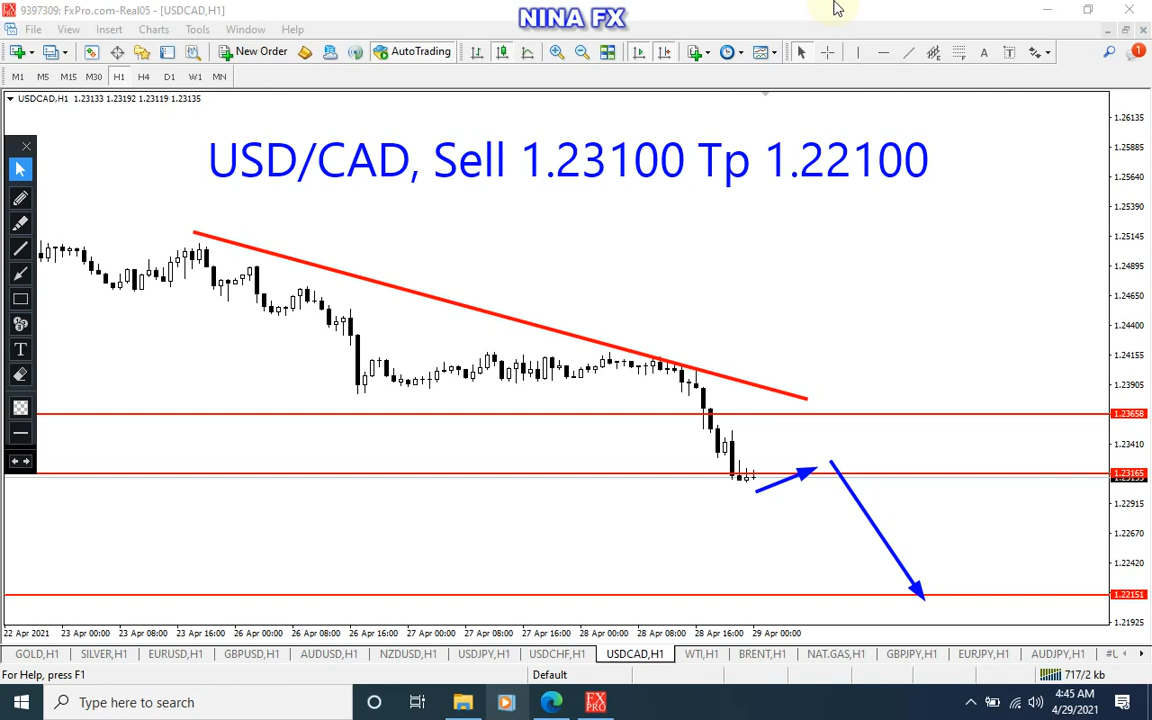 9397309: FxPro.com-Real05 - [USDCAD,H1]
NINA FX
File View Insert Charts Tools Window Help
New Order AutoTrading 1
M1 M5 M15 M30 H1 H4 D1 W1 MN
USDCAD,H1 1.23133 1.23192 1.23119 1.23135
USD/CAD, Sell 1.23100 Tp 1.22100
1.26135
1.25885
1.25640
1.25390
1.25145
1.24895
1.24650
1.24400
1.24155
1.23905
1.23658
1.23410
1.23165
1.22915
1.22670
1.22420
1.22151
1.21925
22 Apr 2021 23 Apr 00:00 23 Apr 08:00 23 Apr 16:00 26 Apr 00:00 26 Apr 08:00 26 Apr 16:00 27 Apr 00:00 27 Apr 08:00 27 Apr 16:00 28 Apr 00:00 28 Apr 08:00 28 Apr 16:00 29 Apr 00:00
GOLD,H1 SILVER,H1 EURUSD,H1 GBPUSD,H1 AUDUSD,H1 NZDUSD,H1 USDJPY,H1 USDCHF,H1 USDCAD,H1 WTI,H1 BRENT,H1 NAT.GAS,H1 GBPJPY,H1 EURJPY,H1 AUDJPY,H1
For Help, press F1 Default 717/2 kb
Type here to search FX PRO 4:45 AM
4/29/2021